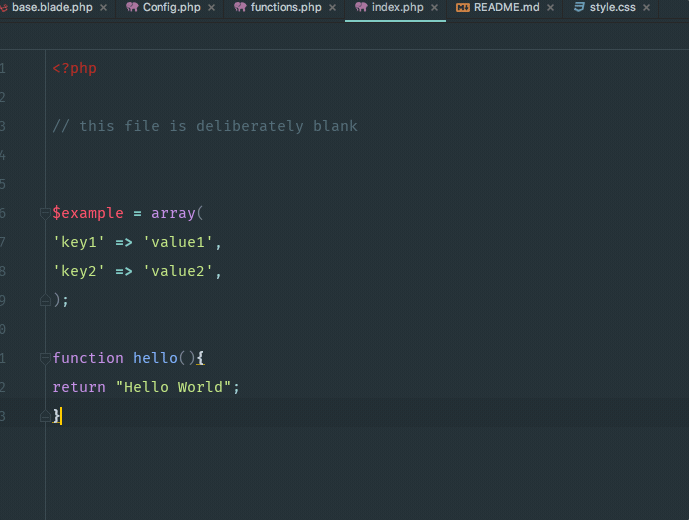 base.blade.php × Config.php × functions.php × index.php × README.md × style.css ×
1 <?php
2
3 // this file is deliberately blank
4
5
6 $example = array(
7 'key1' => 'value1',
8 'key2' => 'value2',
9 );
0
1 function hello(){
2 return "Hello World";
3 }